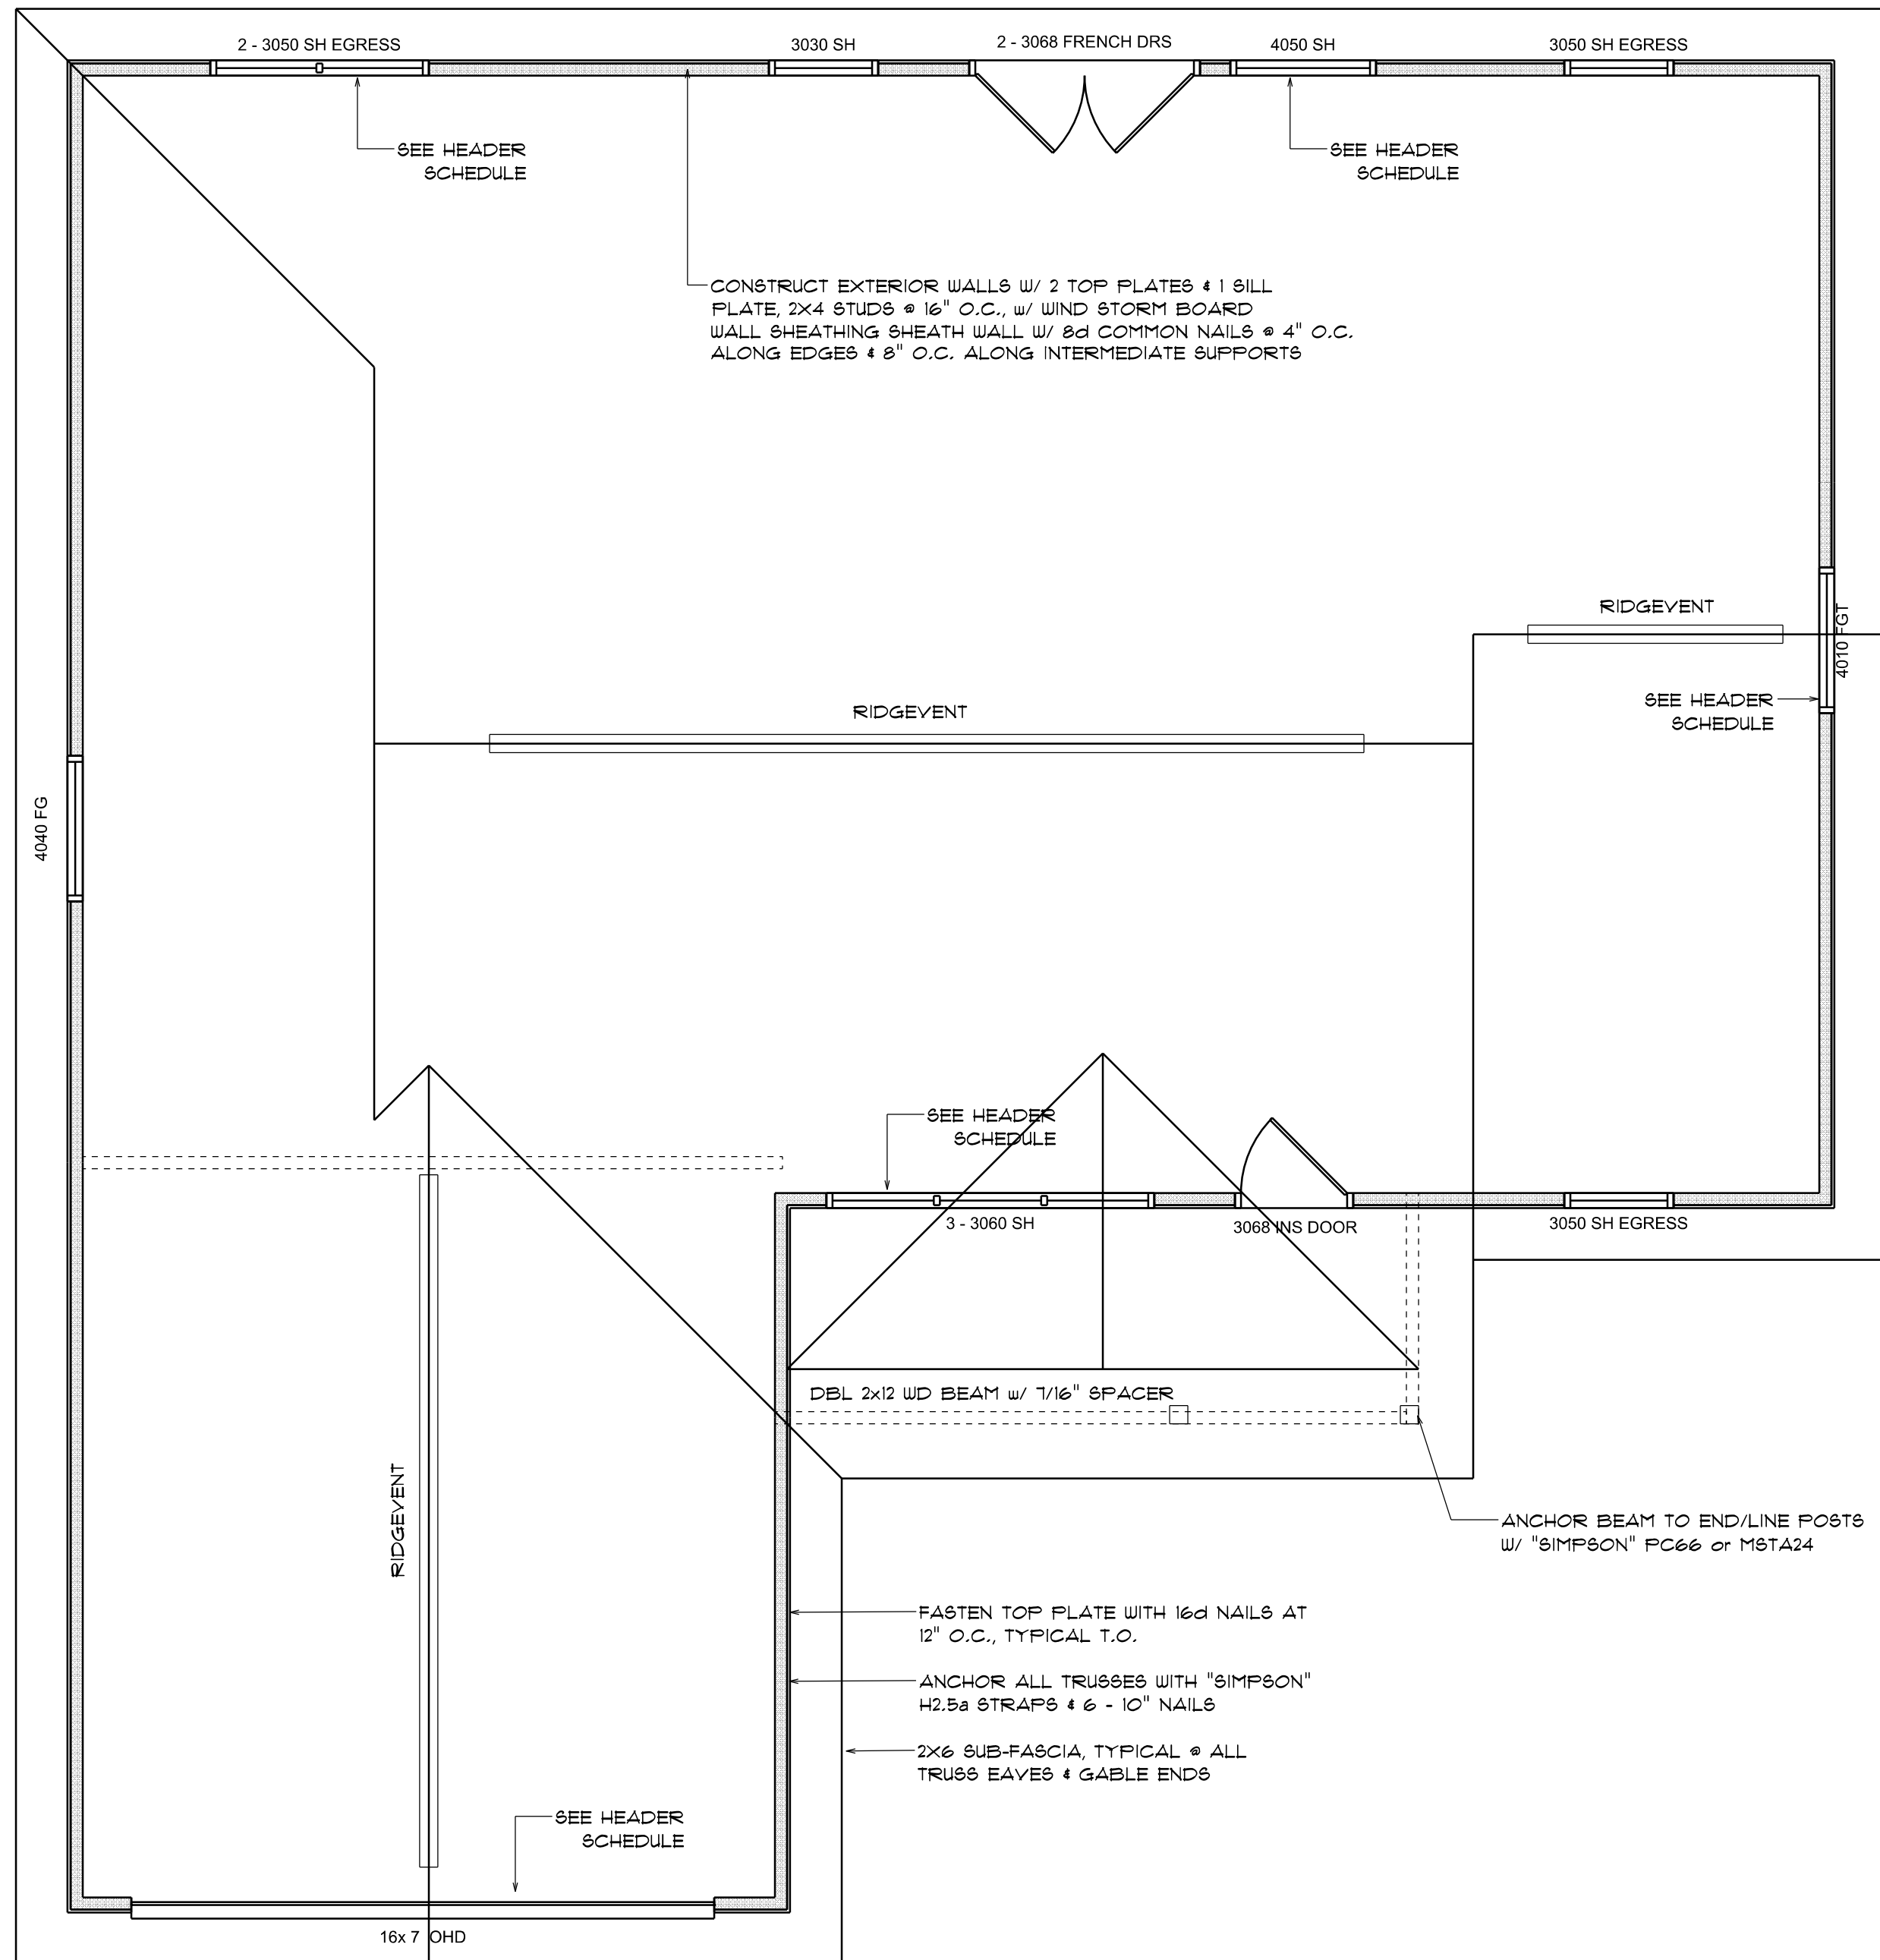 2 - 3050 SH EGRESS
3030 SH
2 - 3068 FRENCH DRS
4050 SH
3050 SH EGRESS
SEE HEADER
SCHEDULE
SEE HEADER
SCHEDULE
CONSTRUCT EXTERIOR WALLS W/ 2 TOP PLATES & 1 SILL
PLATE, 2X4 STUDS @ 16" O.C., w/ WIND STORM BOARD
WALL SHEATHING SHEATH WALL W/ 8d COMMON NAILS @ 4" O.C.
ALONG EDGES & 8" O.C. ALONG INTERMEDIATE SUPPORTS
RIDGEVENT
4010 FGT
SEE HEADER
SCHEDULE
RIDGEVENT
4040 FG
SEE HEADER
SCHEDULE
3 - 3060 SH
3068 INS DOOR
3050 SH EGRESS
DBL 2x12 WD BEAM w/ 7/16" SPACER
RIDGEVENT
ANCHOR BEAM TO END/LINE POSTS
W/ "SIMPSON" PC66 or MSTA24
FASTEN TOP PLATE WITH 16d NAILS AT
12" O.C., TYPICAL T.O.
ANCHOR ALL TRUSSES WITH "SIMPSON"
H2.5a STRAPS & 6 - 10" NAILS
2X6 SUB-FASCIA, TYPICAL @ ALL
TRUSS EAVES & GABLE ENDS
SEE HEADER
SCHEDULE
16x 7 OHD